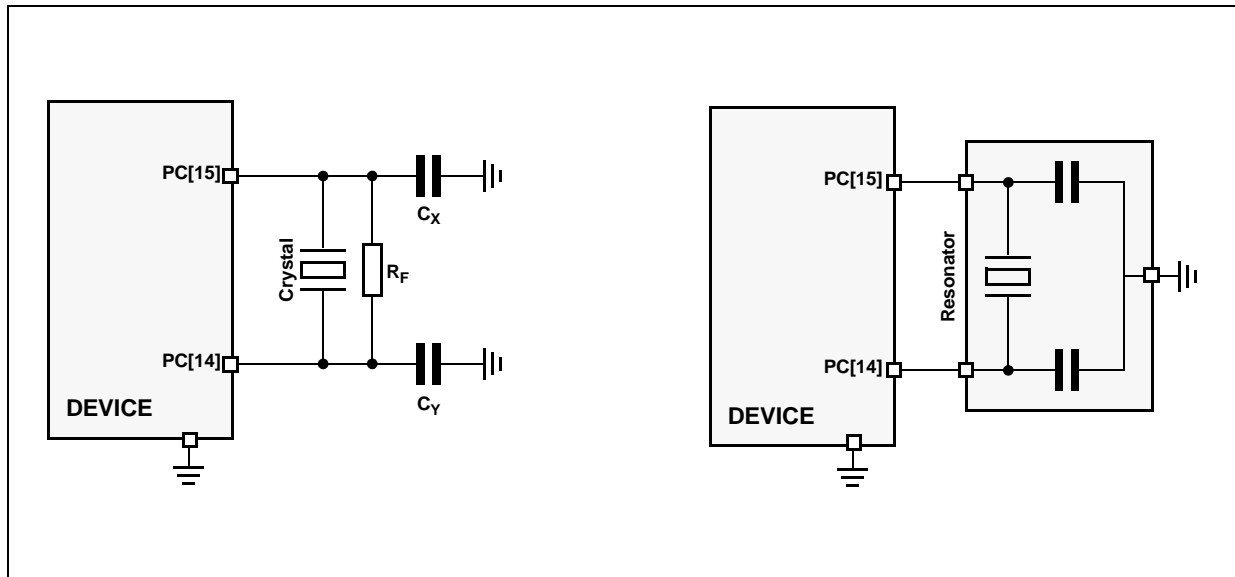 PC[15]
Crystal
R_F
C_X
PC[14]
C_Y
DEVICE
PC[15]
Resonator
PC[14]
DEVICE